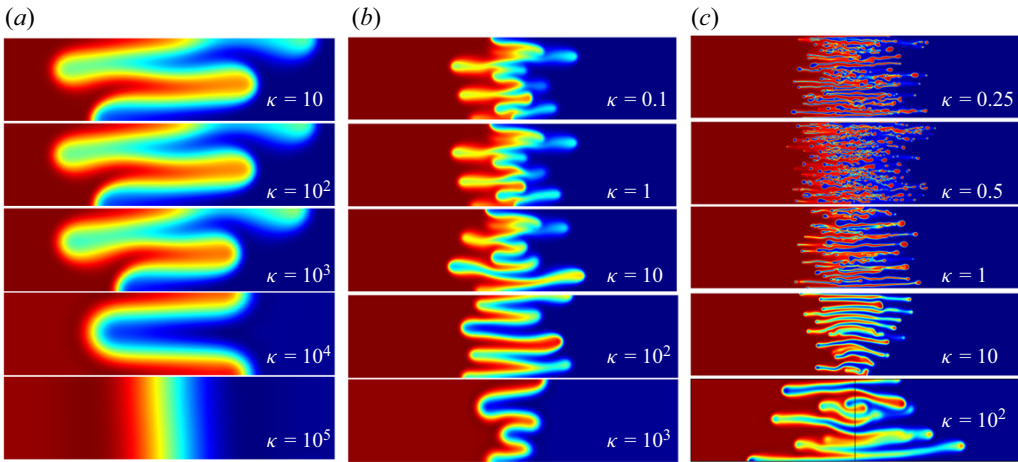 (a)
κ = 10
κ = 10²
κ = 10³
κ = 10⁴
κ = 10⁵
(b)
κ = 0.1
κ = 1
κ = 10
κ = 10²
κ = 10³
(c)
κ = 0.25
κ = 0.5
κ = 1
κ = 10
κ = 10²